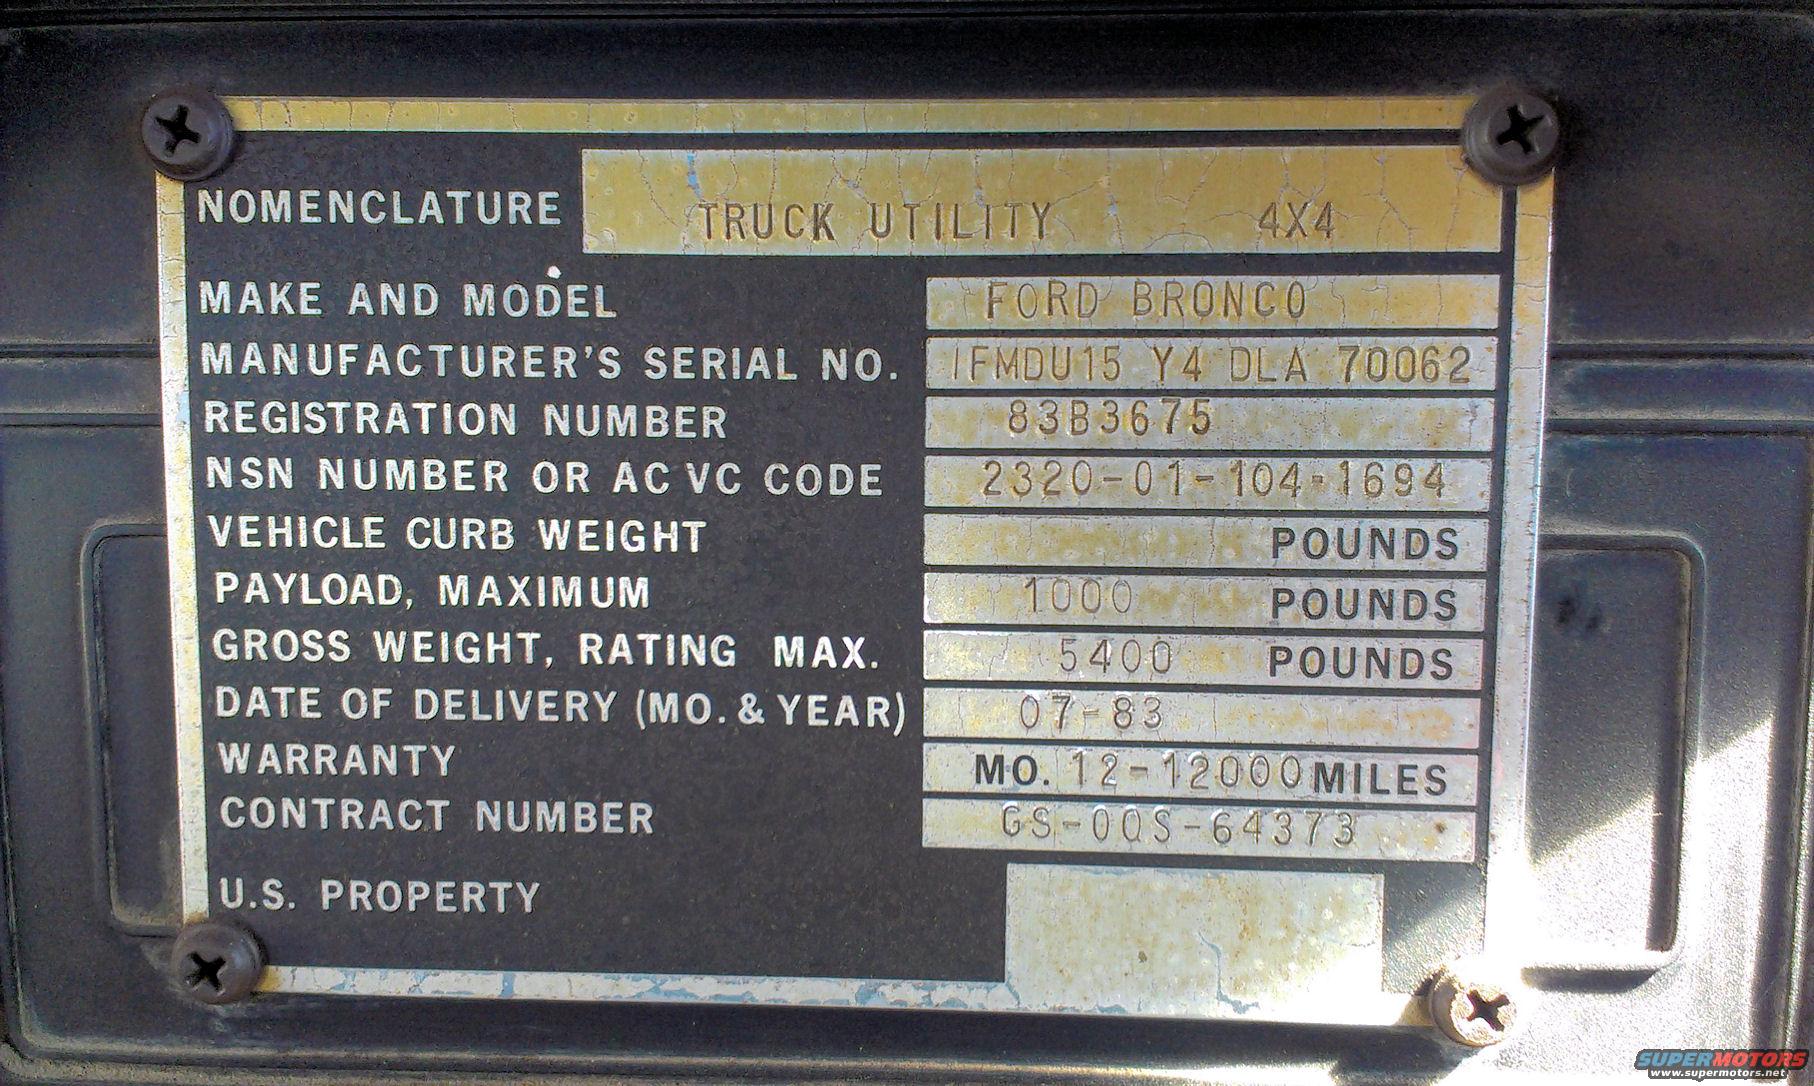 NOMENCLATURE TRUCK UTILITY 4X4
MAKE AND MODEL FORD BRONCO
MANUFACTURER'S SERIAL NO. 1FMDU15 Y4 DLA 70062
REGISTRATION NUMBER 83B3675
NSN NUMBER OR AC VC CODE 2320-01-104-1694
VEHICLE CURB WEIGHT POUNDS
PAYLOAD, MAXIMUM 1000 POUNDS
GROSS WEIGHT, RATING MAX. 5400 POUNDS
DATE OF DELIVERY (MO. & YEAR) 07-83
WARRANTY MO. 12-12000 MILES
CONTRACT NUMBER GS-00S-64373
U.S. PROPERTY
SUPERMOTORS
www.supermotors.net